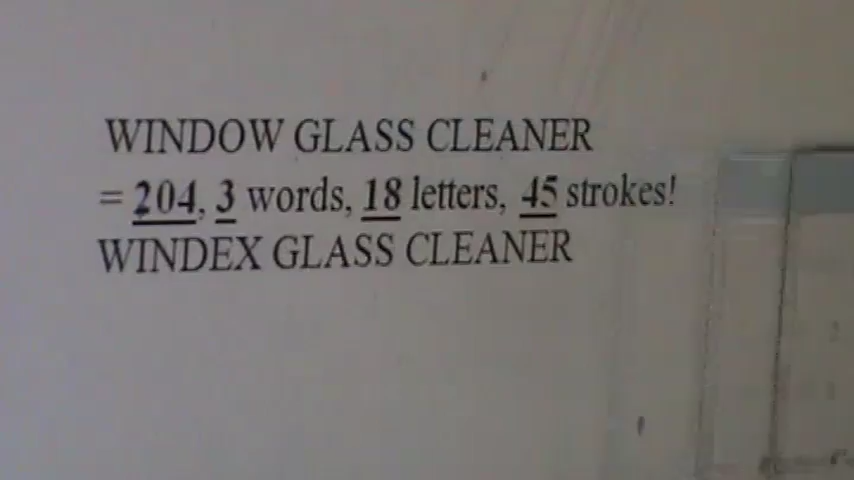 WINDOW GLASS CLEANER
= 204, 3 words, 18 letters, 45 strokes!
WINDEX GLASS CLEANER